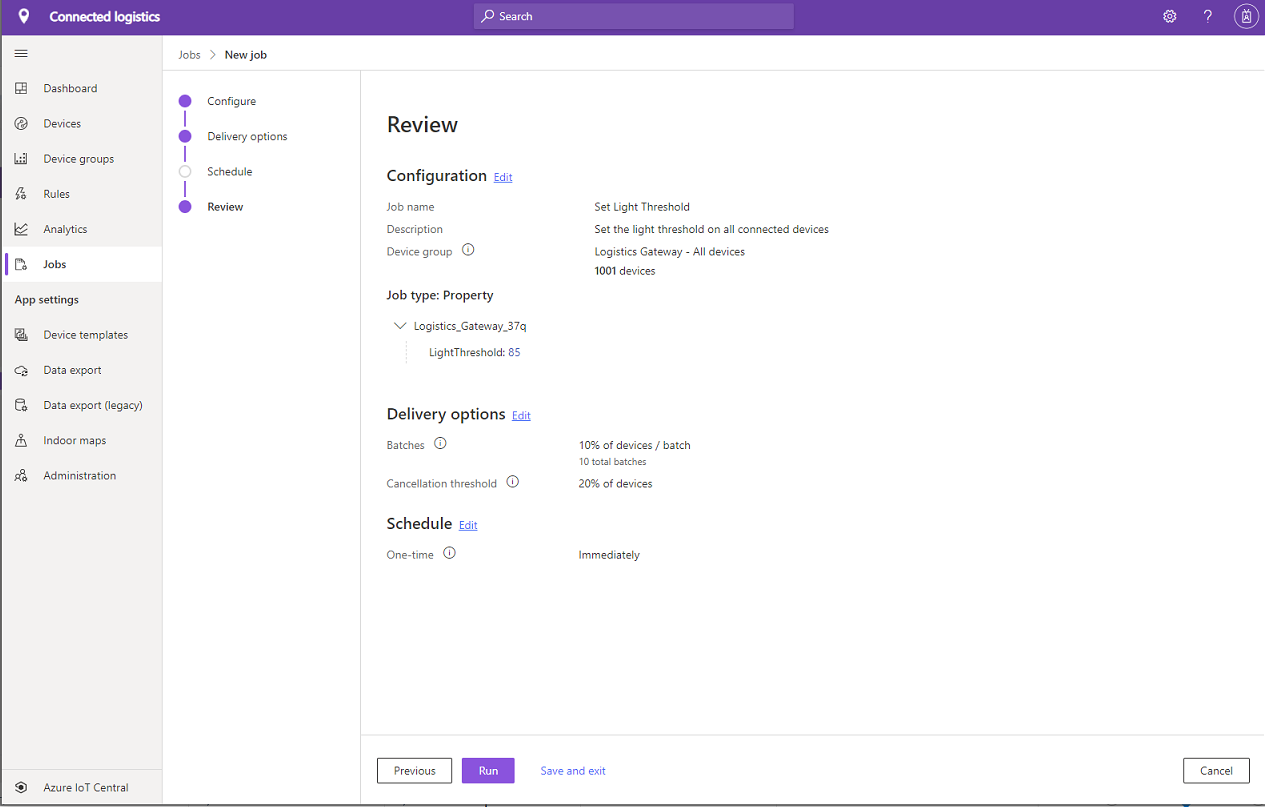 Connected logistics
Search
?
Dashboard
Devices
Device groups
Rules
Analytics
Jobs
App settings
Device templates
Data export
Data export (legacy)
Indoor maps
Administration
Azure IoT Central
Jobs > New job
Configure
Delivery options
Schedule
Review
Review
Configuration Edit
Job name Set Light Threshold
Description Set the light threshold on all connected devices
Device group Logistics Gateway - All devices
1001 devices
Job type: Property
Logistics_Gateway_37q
LightThreshold: 85
Delivery options Edit
Batches 10% of devices / batch
10 total batches
Cancellation threshold 20% of devices
Schedule Edit
One-time Immediately
Previous Run Save and exit Cancel